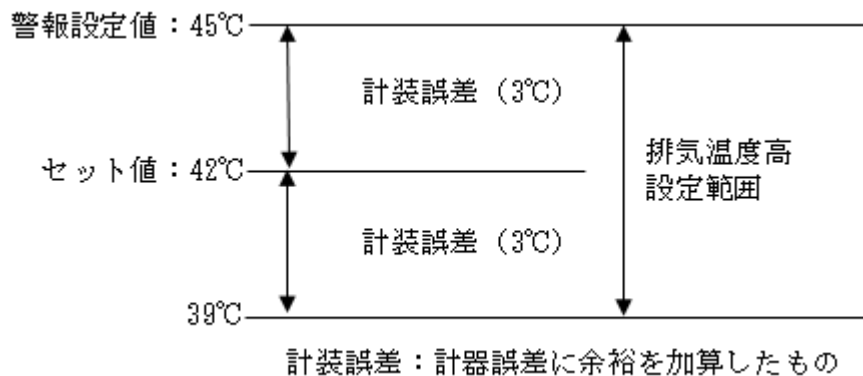 警報設定値：45℃
計装誤差（3℃）
セット値：42℃
排気温度高
設定範囲
計装誤差（3℃）
39℃
計装誤差：計器誤差に余裕を加算したもの